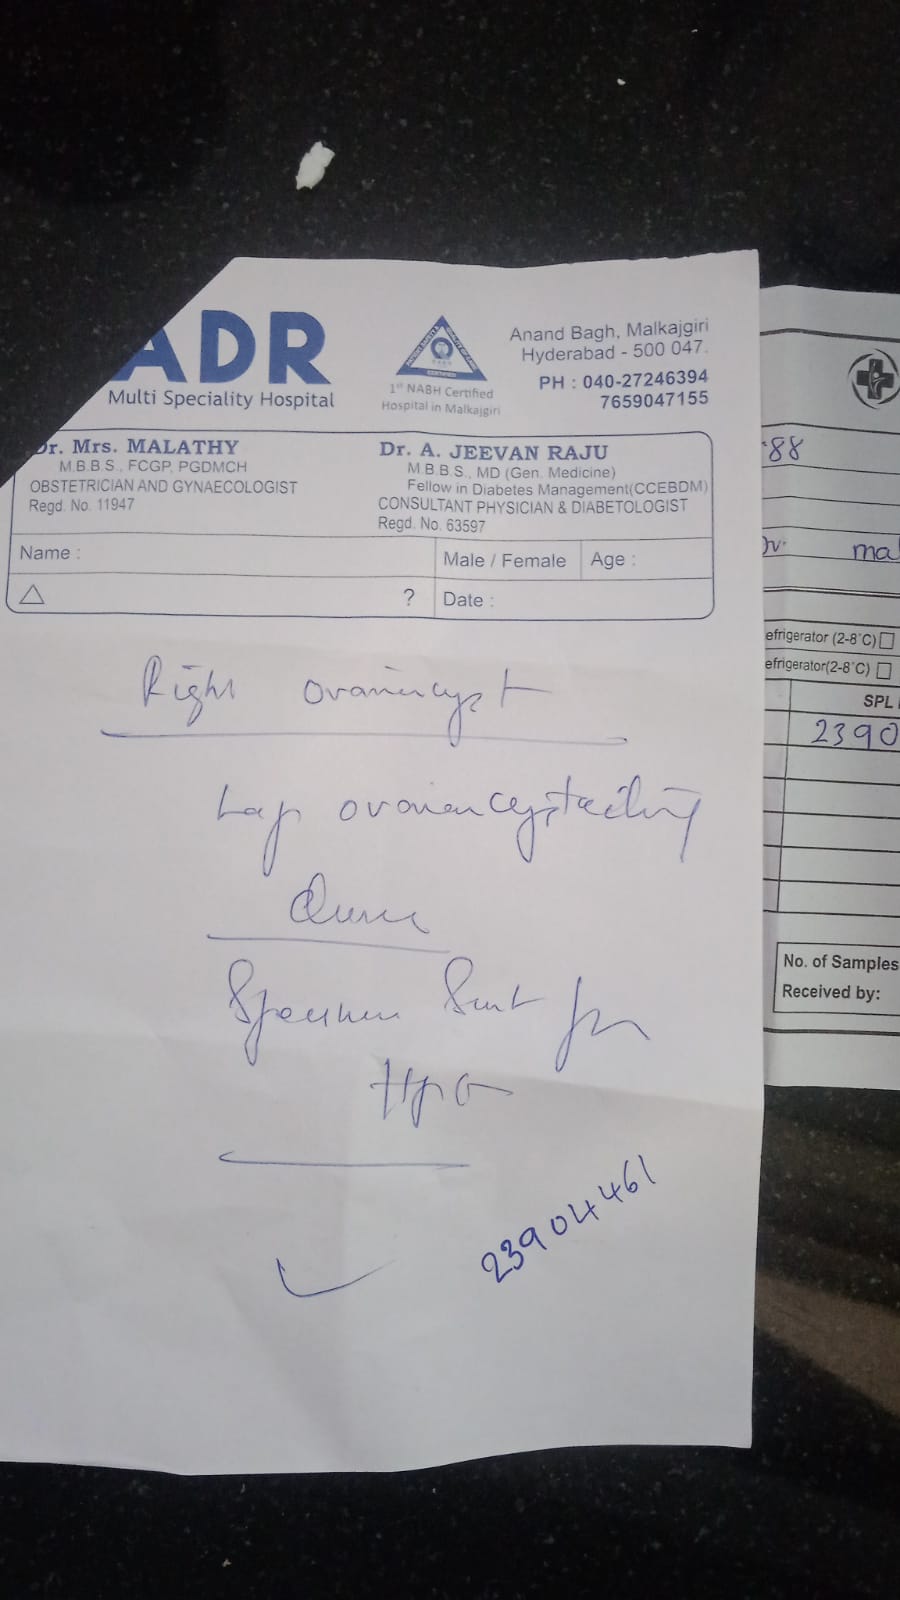 ADR
Multi Speciality Hospital
CERTIFIED
1st NABH Certified
Hospital in Malkajgiri
Anand Bagh, Malkajgiri
Hyderabad - 500 047.
PH : 040-27246394
7659047155
Dr. Mrs. MALATHY
M.B.B.S., FCGP, PGDMCH
OBSTETRICIAN AND GYNAECOLOGIST
Regd. No. 11947
Dr. A. JEEVAN RAJU
M.B.B.S., MD (Gen. Medicine)
Fellow in Diabetes Management(CCEBDM)
CONSULTANT PHYSICIAN & DIABETOLOGIST
Regd. No. 63597
Name :
Male / Female
Age :
?
Date :
Right ovarian cyst
Lap ovarian cystectomy
done
Specimen Sent for
HPE
23904461
88
Dr. mal
efrigerator (2-8°C)
efrigerator(2-8°C)
SPL
2390
No. of Samples
Received by: